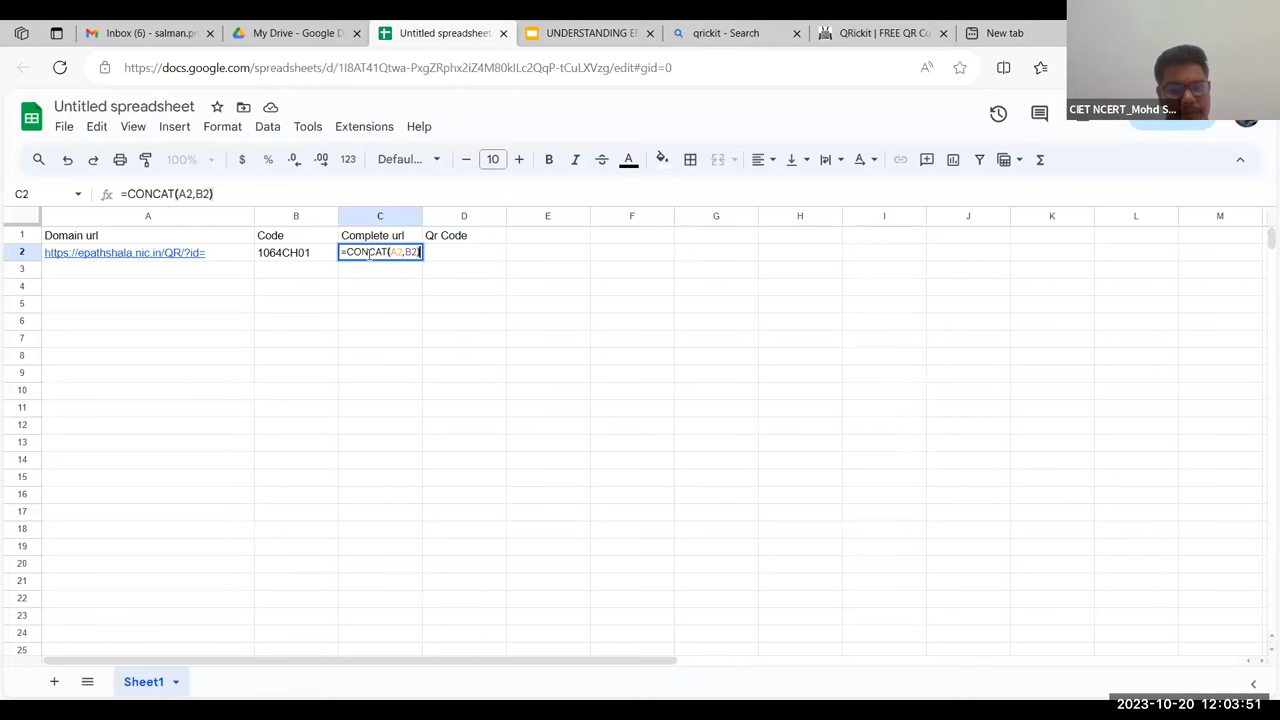 Inbox (6) - salman.p
My Drive - Google D
Untitled spreadsheet
UNDERSTANDING E
qrickit - Search
QRickit | FREE QR Co
New tab
https://docs.google.com/spreadsheets/d/1I8AT41Qtwa-PxgZRphx2iZ4M80kILc2QqP-tCuLXVzg/edit#gid=0
CIET NCERT_Mohd S...
Untitled spreadsheet
File Edit View Insert Format Data Tools Extensions Help
100% $ % .0 .00 123 Defaul... 10 B I A
C2 fx =CONCAT(A2,B2)
A B C D E F G H I J K L M
1 Domain url Code Complete url Qr Code
2 https://epathshala.nic.in/QR/?id= 1064CH01 =CONCAT(A2,B2)
3
4
5
6
7
8
9
10
11
12
13
14
15
16
17
18
19
20
21
22
23
24
25
Sheet1
2023-10-20 12:03:51